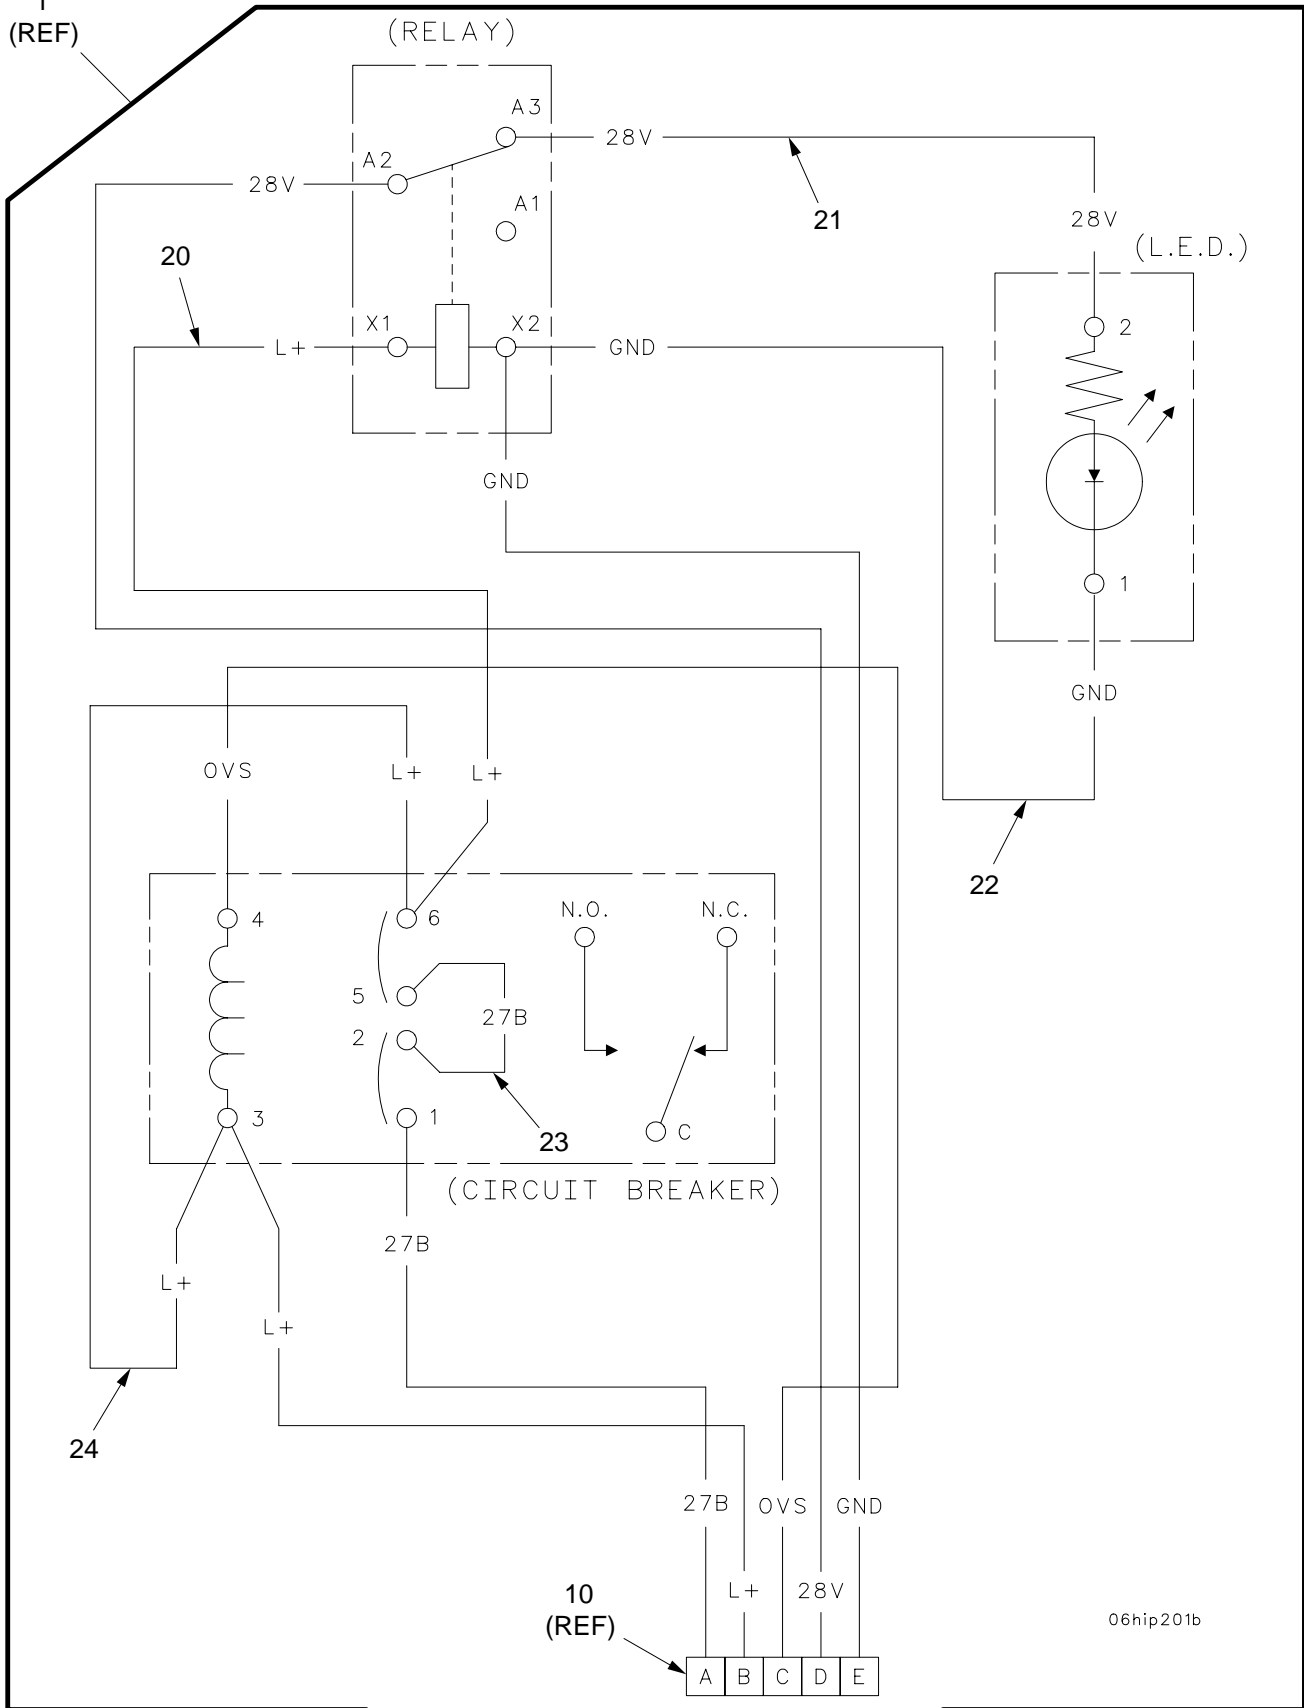 1
(REF)
(RELAY)
A3
28V
A2
28V
A1
21
28V
(L.E.D.)
20
X1
X2
L+
GND
2
GND
1
GND
OVS
L+
L+
22
4
6
N.O.
N.C.
5
27B
2
3
1
23
C
(CIRCUIT BREAKER)
27B
L+
L+
24
27B
OVS
GND
10
(REF)
L+
28V
06hip201b
A B C D E